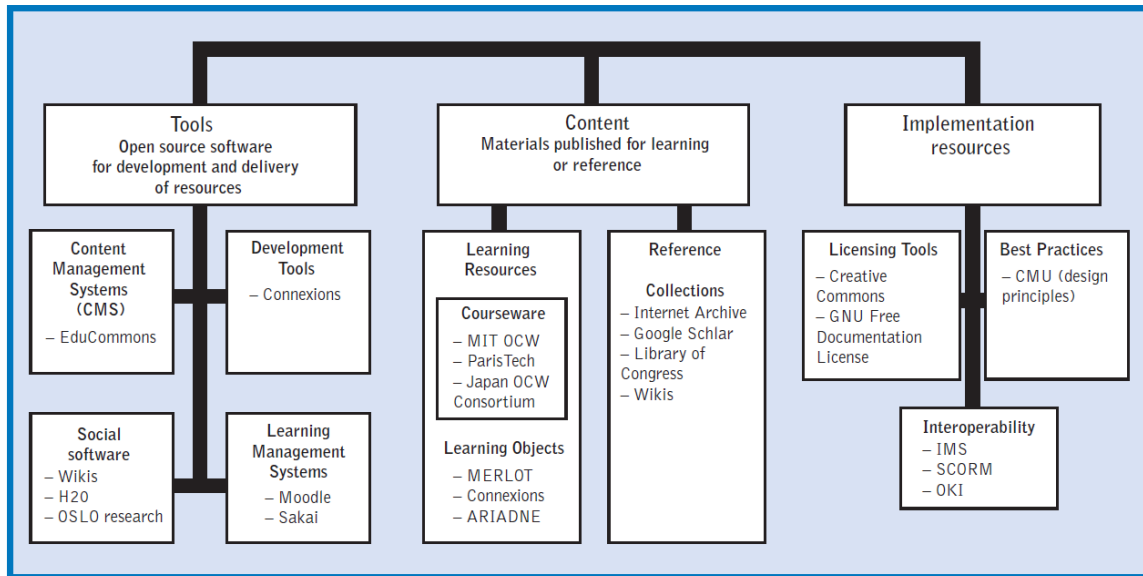 Tools
Open source software
for development and delivery
of resources
Content
Materials published for learning
or reference
Implementation
resources
Content
Management
Systems
(CMS)
– EduCommons
Development
Tools
– Connexions
Social
software
– Wikis
– H20
– OSLO research
Learning
Management
Systems
– Moodle
– Sakai
Learning
Resources
Courseware
– MIT OCW
– ParisTech
– Japan OCW
Consortium
Learning Objects
– MERLOT
– Connexions
– ARIADNE
Reference
Collections
– Internet Archive
– Google Schlar
– Library of
Congress
– Wikis
Licensing Tools
– Creative
Commons
– GNU Free
Documentation
License
Best Practices
– CMU (design
principles)
Interoperability
– IMS
– SCORM
– OKI